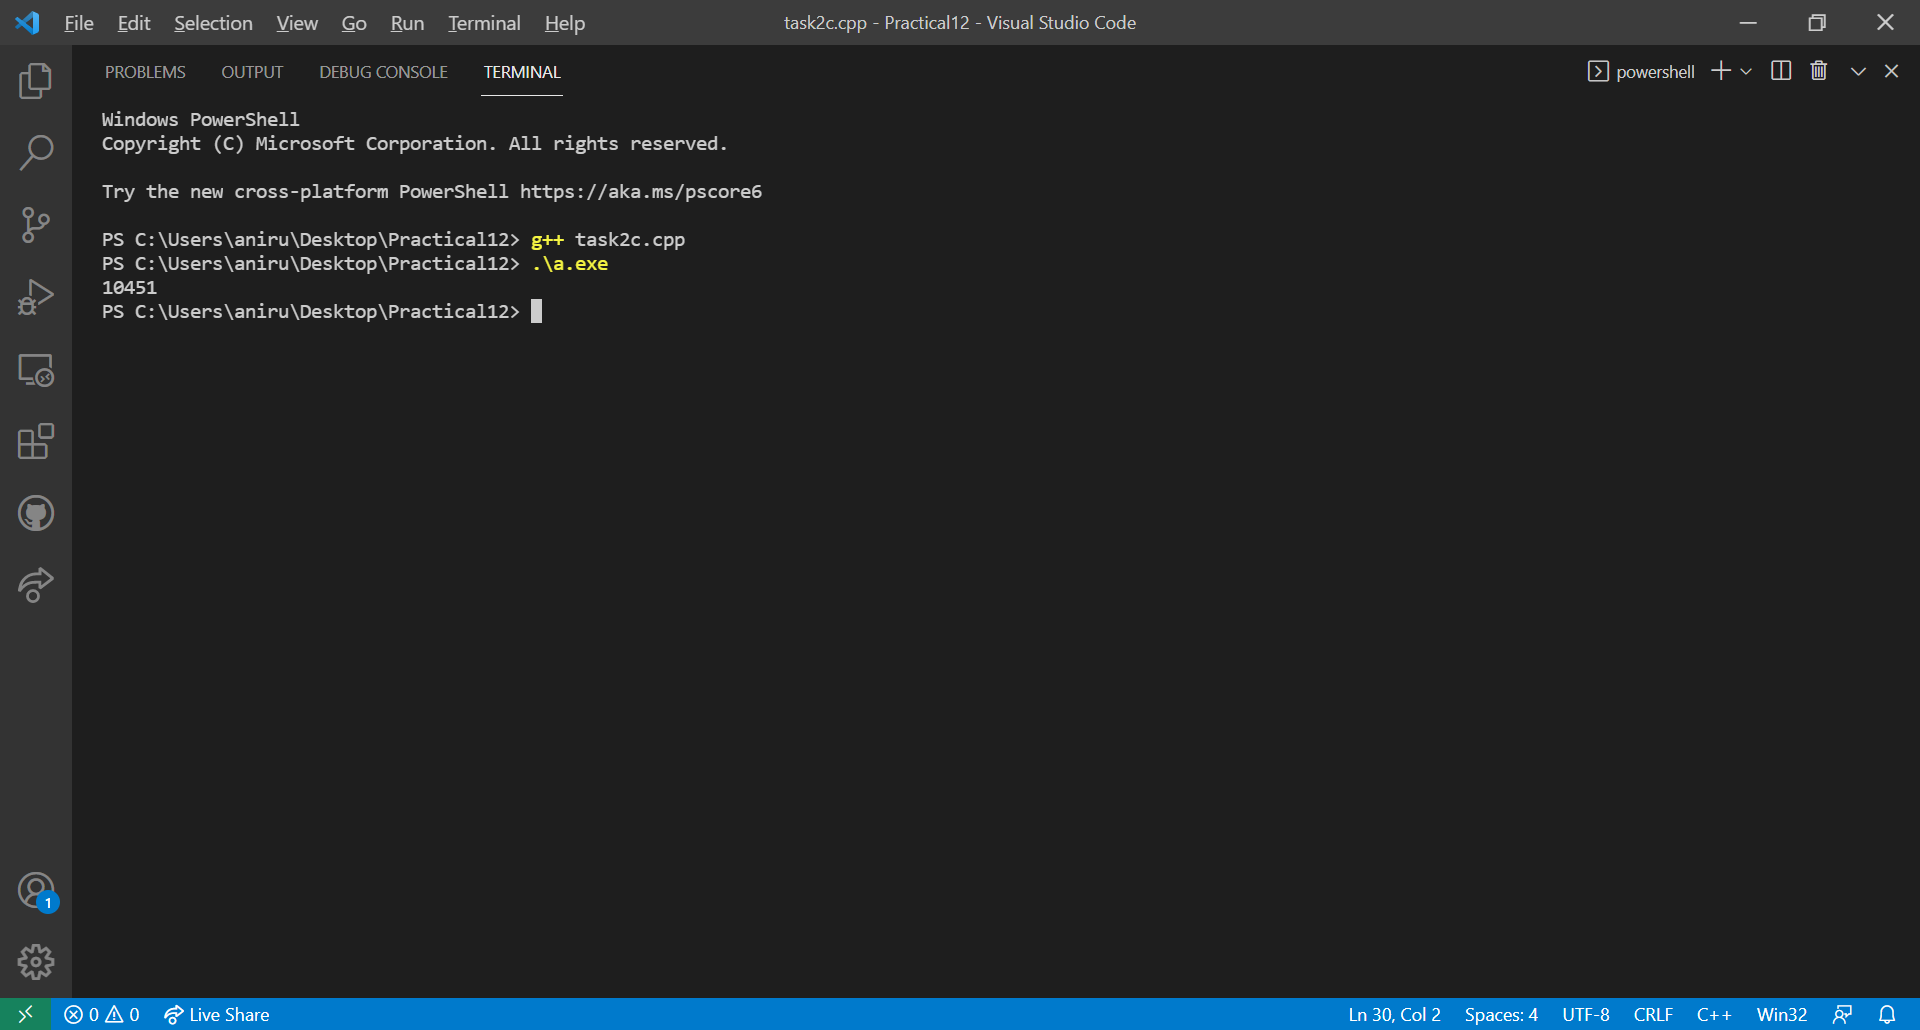 File Edit Selection View Go Run Terminal Help task2c.cpp - Practical12 - Visual Studio Code
PROBLEMS OUTPUT DEBUG CONSOLE TERMINAL powershell
Windows PowerShell
Copyright (C) Microsoft Corporation. All rights reserved.
Try the new cross-platform PowerShell https://aka.ms/pscore6
PS C:\Users\aniru\Desktop\Practical12> g++ task2c.cpp
PS C:\Users\aniru\Desktop\Practical12> .\a.exe
10451
PS C:\Users\aniru\Desktop\Practical12>
1
0 0 Live Share Ln 30, Col 2 Spaces: 4 UTF-8 CRLF C++ Win32